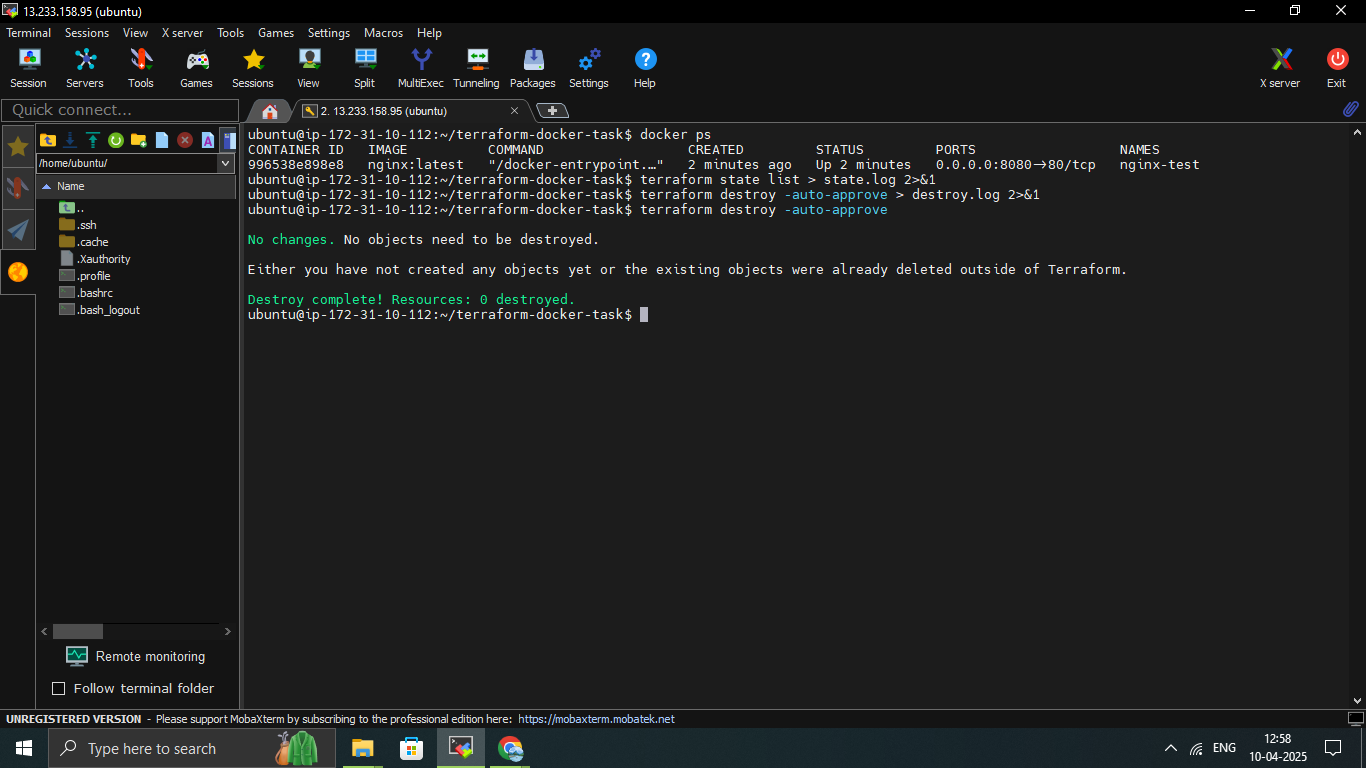 13.233.158.95 (ubuntu)
Terminal Sessions View X server Tools Games Settings Macros Help
Session Servers Tools Games Sessions View Split MultiExec Tunneling Packages Settings Help X server Exit
Quick connect...
2. 13.233.158.95 (ubuntu)
/home/ubuntu/
Name
..
.ssh
.cache
.Xauthority
.profile
.bashrc
.bash_logout
Remote monitoring
Follow terminal folder
ubuntu@ip-172-31-10-112:~/terraform-docker-task$ docker ps
CONTAINER ID   IMAGE          COMMAND                  CREATED         STATUS         PORTS                  NAMES
996538e898e8   nginx:latest   "/docker-entrypoint.…"   2 minutes ago   Up 2 minutes   0.0.0.0:8080->80/tcp   nginx-test
ubuntu@ip-172-31-10-112:~/terraform-docker-task$ terraform state list > state.log 2>&1
ubuntu@ip-172-31-10-112:~/terraform-docker-task$ terraform destroy -auto-approve > destroy.log 2>&1
ubuntu@ip-172-31-10-112:~/terraform-docker-task$ terraform destroy -auto-approve
No changes. No objects need to be destroyed.
Either you have not created any objects yet or the existing objects were already deleted outside of Terraform.
Destroy complete! Resources: 0 destroyed.
ubuntu@ip-172-31-10-112:~/terraform-docker-task$
UNREGISTERED VERSION - Please support MobaXterm by subscribing to the professional edition here: https://mobaxterm.mobatek.net
Type here to search
ENG
12:58
10-04-2025